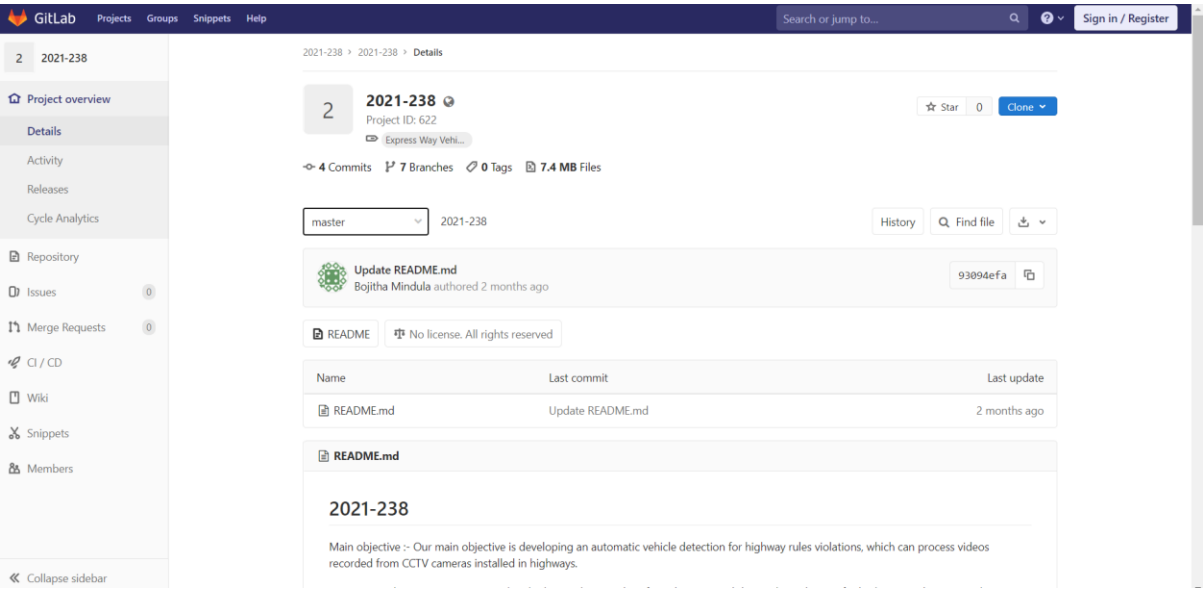 GitLab Projects Groups Snippets Help Search or jump to... Sign in / Register
2 2021-238
Project overview
Details
Activity
Releases
Cycle Analytics
Repository
Issues 0
Merge Requests 0
CI / CD
Wiki
Snippets
Members
Collapse sidebar
2021-238 > 2021-238 > Details
2
2021-238
Project ID: 622
Express Way Vehi...
Star 0 Clone
4 Commits 7 Branches 0 Tags 7.4 MB Files
master 2021-238 History Find file
Update README.md
Bojitha Mindula authored 2 months ago
93094efa
README No license. All rights reserved
Name Last commit Last update
README.md Update README.md 2 months ago
README.md
2021-238
Main objective :- Our main objective is developing an automatic vehicle detection for highway rules violations, which can process videos
recorded from CCTV cameras installed in highways.